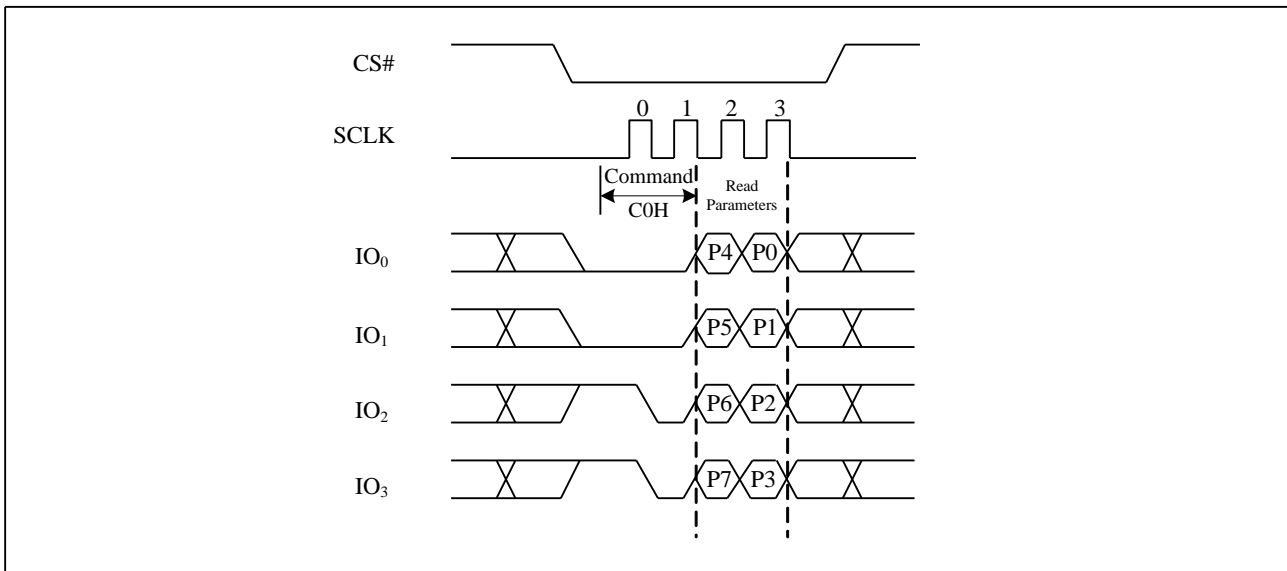 CS#
0 1 2 3
SCLK
Command
C0H
Read
Parameters
IO₀ P4 P0
IO₁ P5 P1
IO₂ P6 P2
IO₃ P7 P3